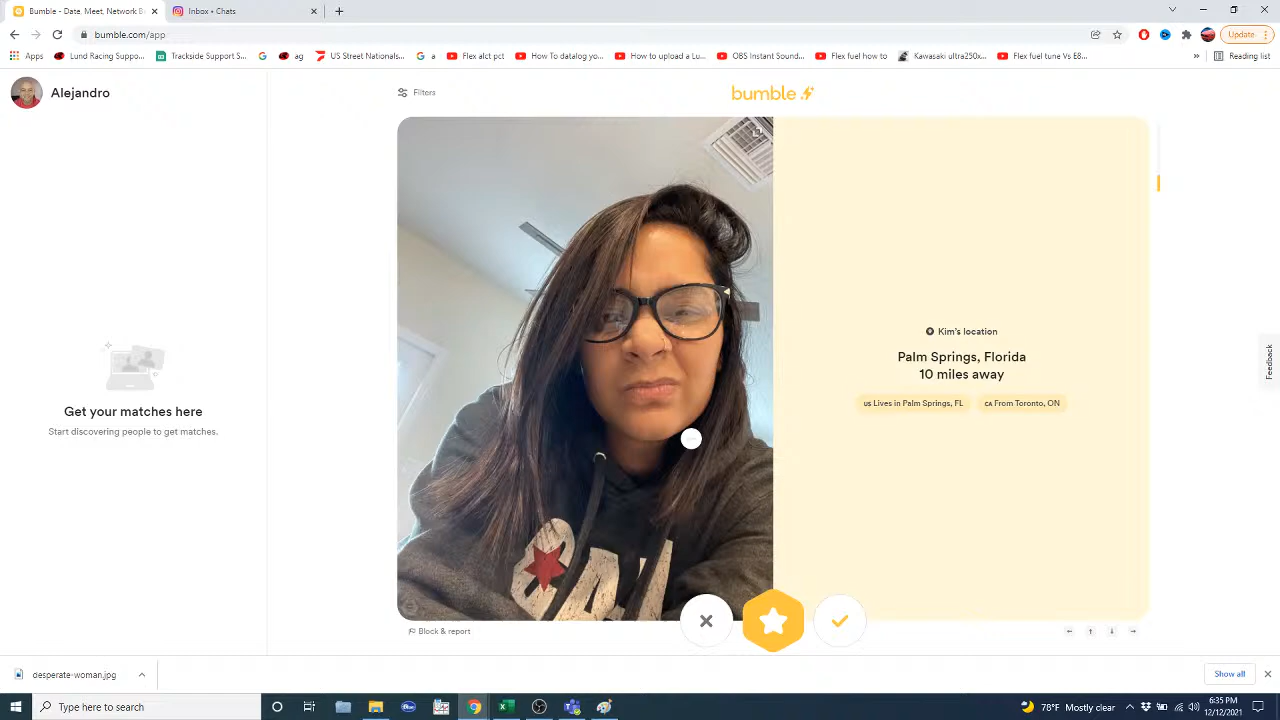 Bumble - Date, Meet, Network B
Inbox • Chats
bumble.com/app
Update
Apps
Lund Racing Suppo...
Trackside Support S...
ag
US Street Nationals...
a
Flex alct pct
How To datalog yo...
How to upload a Lu...
OBS Instant Sound...
Flex fuel how to
Kawasaki ultra250x...
Flex fuel tune Vs E8...
»
Reading list
Alejandro
Filters
bumble
Kim's location
Palm Springs, Florida
10 miles away
US Lives in Palm Springs, FL
CA From Toronto, ON
Get your matches here
Start discovering people to get matches.
Feedback
CALI
Block & report
desperate-woman.jpg
Show all
Type here to search
78°F Mostly clear
6:35 PM
12/12/2021